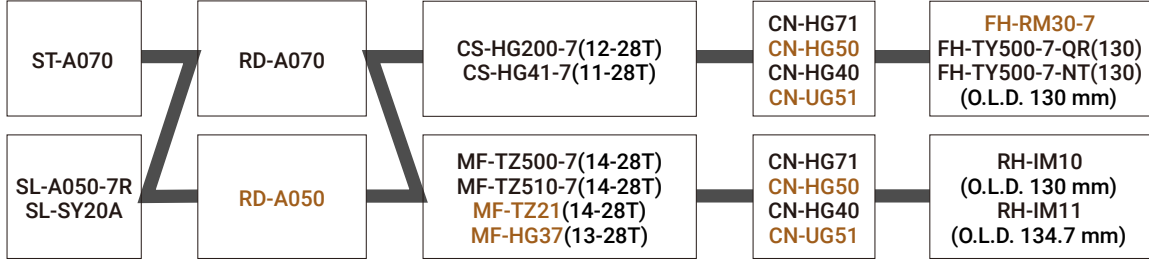 ST-A070
RD-A070
CS-HG200-7(12-28T)
CS-HG41-7(11-28T)
CN-HG71
CN-HG50
CN-HG40
CN-UG51
FH-RM30-7
FH-TY500-7-QR(130)
FH-TY500-7-NT(130)
(O.L.D. 130 mm)
SL-A050-7R
SL-SY20A
RD-A050
MF-TZ500-7(14-28T)
MF-TZ510-7(14-28T)
MF-TZ21(14-28T)
MF-HG37(13-28T)
CN-HG71
CN-HG50
CN-HG40
CN-UG51
RH-IM10
(O.L.D. 130 mm)
RH-IM11
(O.L.D. 134.7 mm)